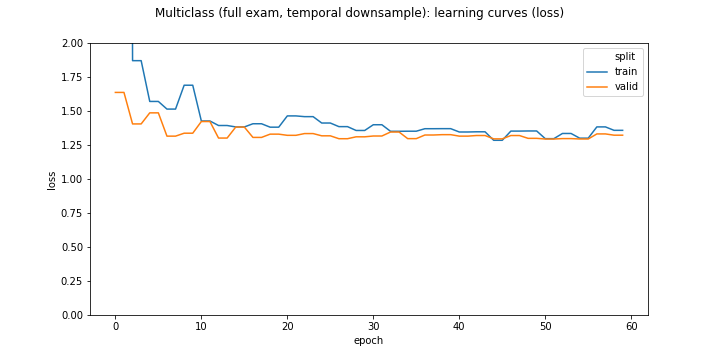 Multiclass (full exam, temporal downsample): learning curves (loss)
2.00
1.75
1.50
1.25
1.00
0.75
0.50
0.25
0.00
loss
split
train
valid
0
10
20
30
40
50
60
epoch